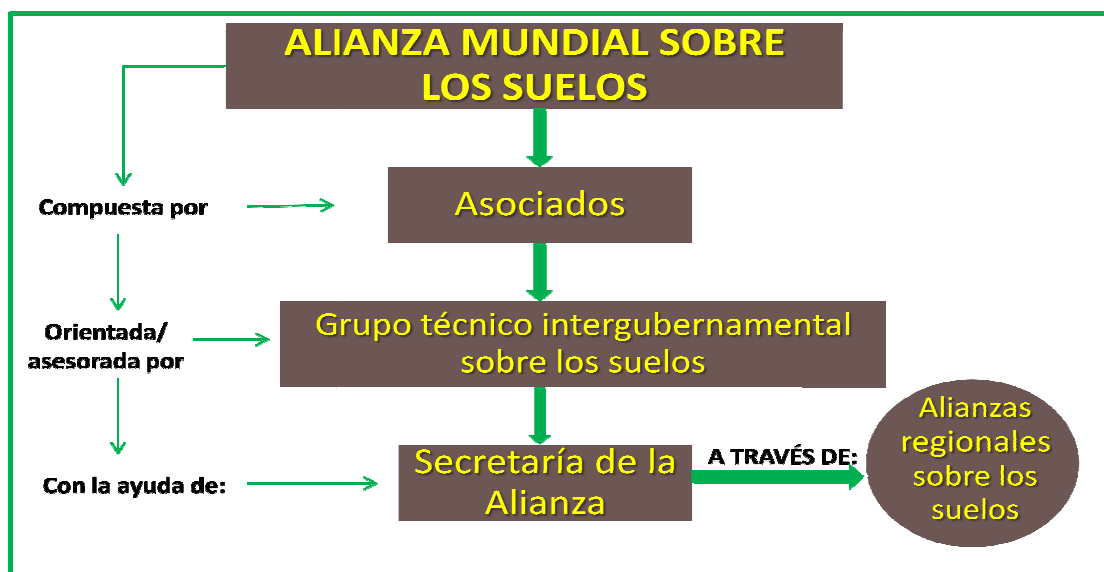 ALIANZA MUNDIAL SOBRE
LOS SUELOS
Compuesta por
Asociados
Orientada/
asesorada por
Grupo técnico intergubernamental
sobre los suelos
Con la ayuda de:
Secretaría de la
Alianza
A TRAVÉS DE:
Alianzas
regionales
sobre los
suelos